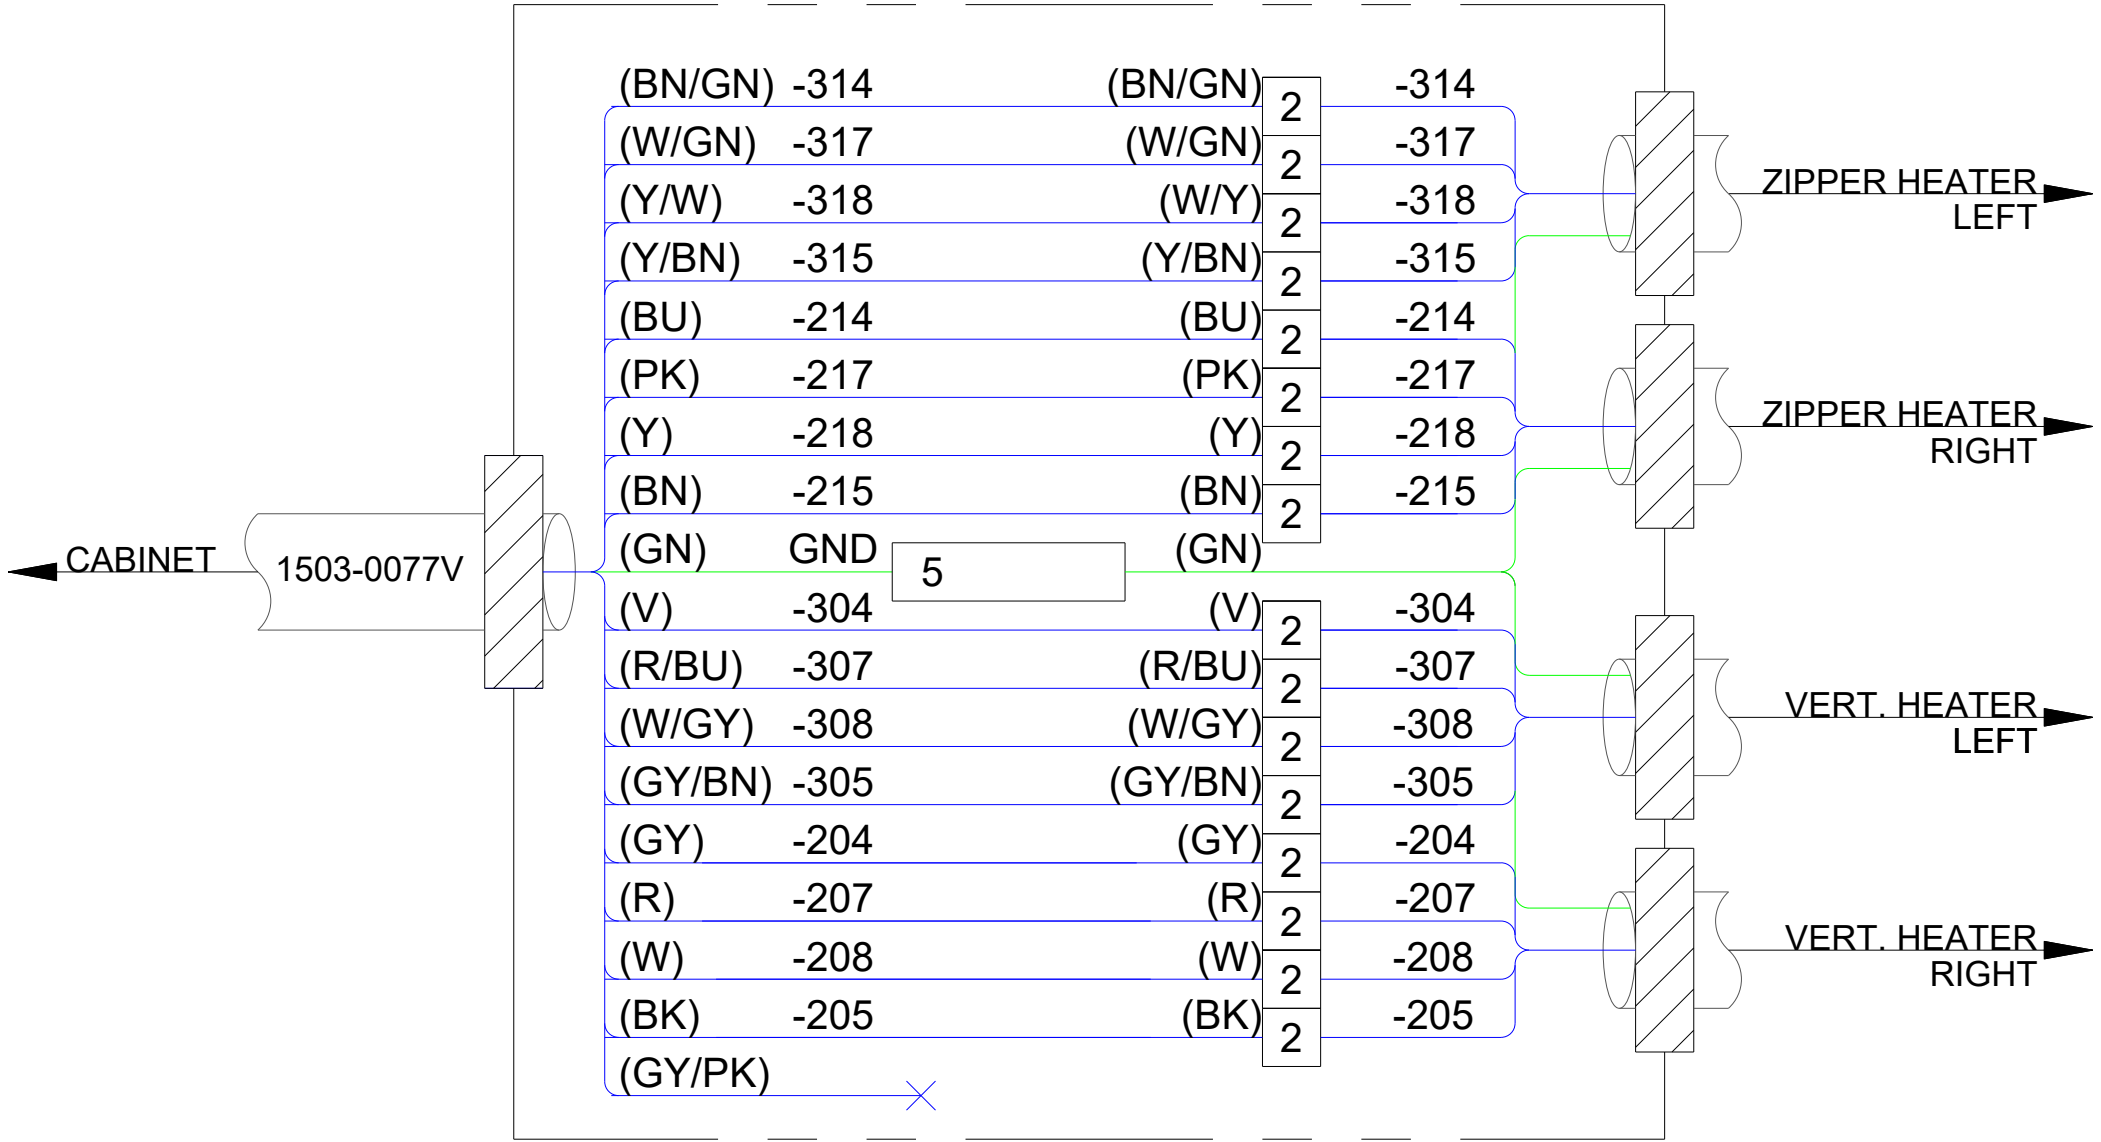 (BN/GN) -314 (BN/GN) 2 -314
(W/GN) -317 (W/GN) 2 -317
ZIPPER HEATER
LEFT
(Y/W) -318 (W/Y) 2 -318
(Y/BN) -315 (Y/BN) 2 -315
(BU) -214 (BU) 2 -214
(PK) -217 (PK) 2 -217
ZIPPER HEATER
RIGHT
(Y) -218 (Y) 2 -218
(BN) -215 (BN) 2 -215
(GN) GND 5 (GN)
CABINET 1503-0077V
(V) -304 (V) 2 -304
(R/BU) -307 (R/BU) 2 -307
VERT. HEATER
LEFT
(W/GY) -308 (W/GY) 2 -308
(GY/BN) -305 (GY/BN) 2 -305
(GY) -204 (GY) 2 -204
(R) -207 (R) 2 -207
VERT. HEATER
RIGHT
(W) -208 (W) 2 -208
(BK) -205 (BK) 2 -205
(GY/PK)